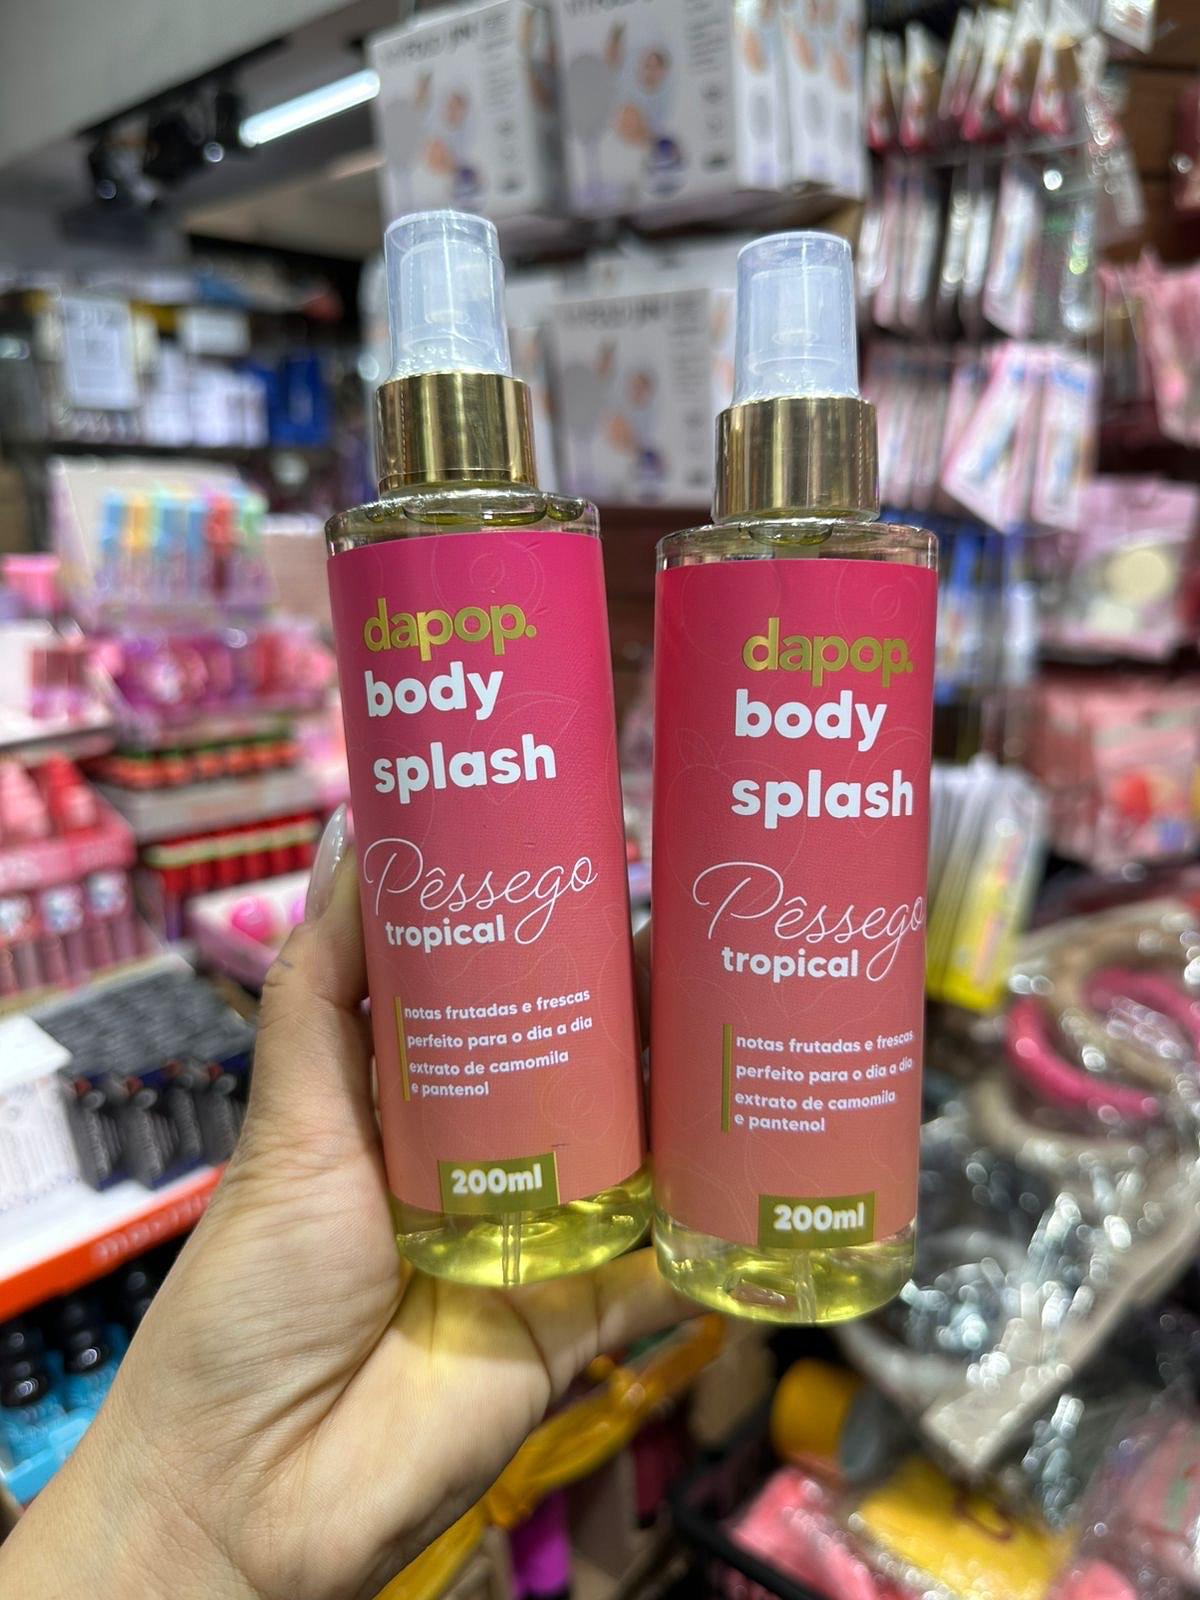 dapop.
body
splash
Pêssego
tropical
notas frutadas e frescas
perfeito para o dia a dia
extrato de camomila
e pantenol
200ml
dapop.
body
splash
Pêssego
tropical
notas frutadas e frescas
perfeito para o dia a dia
extrato de camomila
e pantenol
200ml